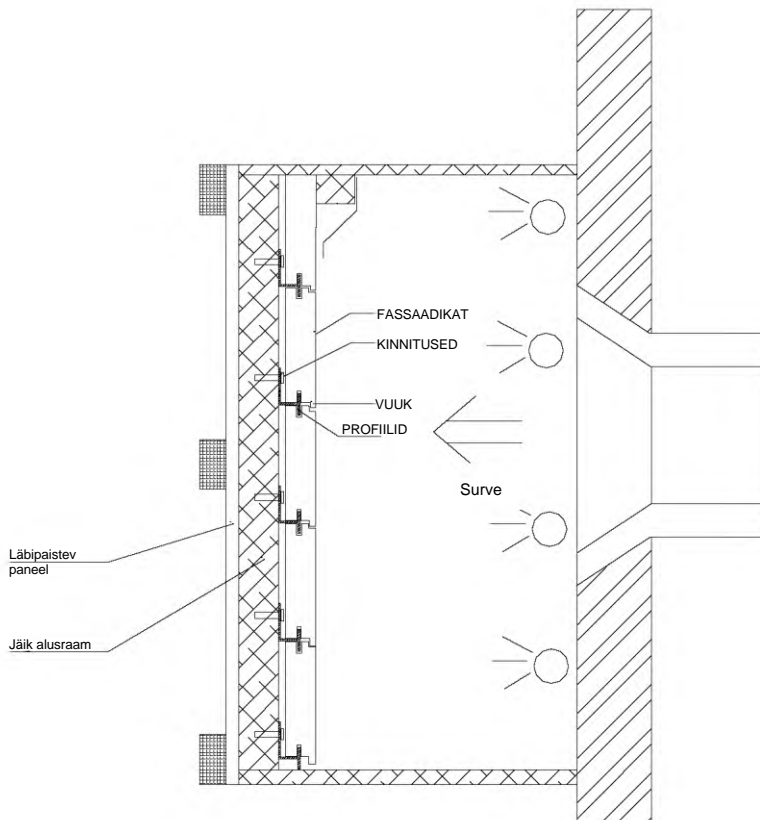 FASSAADIKAT
KINNITUSED
VUUK
PROFIILID
Surve
Läbipaistev
paneel
Jäik alusraam